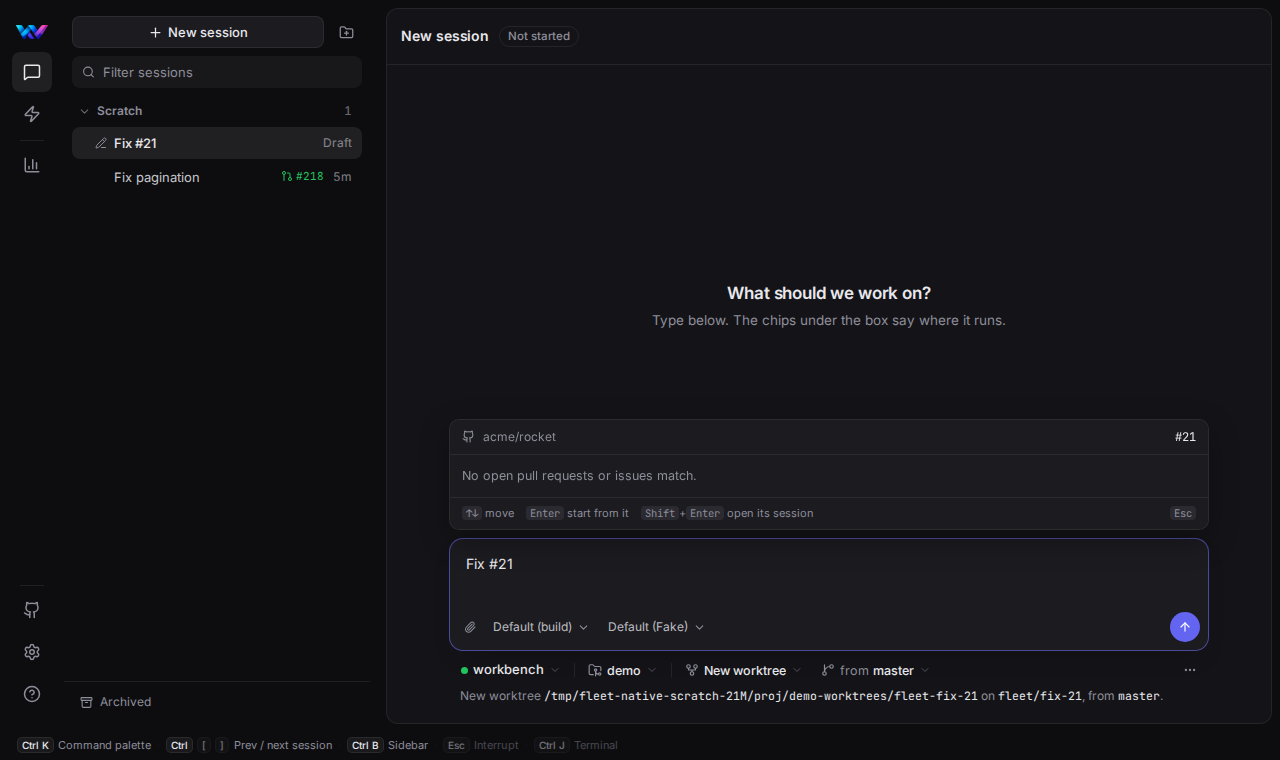 New session
Filter sessions
Scratch 1
Fix #21 Draft
Fix pagination #218 5m
Archived
New session Not started
What should we work on?
Type below. The chips under the box say where it runs.
acme/rocket #21
No open pull requests or issues match.
↑↓ move Enter start from it Shift+Enter open its session Esc
Fix #21
Default (build) Default (Fake)
workbench demo New worktree from master
New worktree /tmp/fleet-native-scratch-21M/proj/demo-worktrees/fleet-fix-21 on fleet/fix-21, from master.
Ctrl K Command palette Ctrl [ ] Prev / next session Ctrl B Sidebar Esc Interrupt Ctrl J Terminal